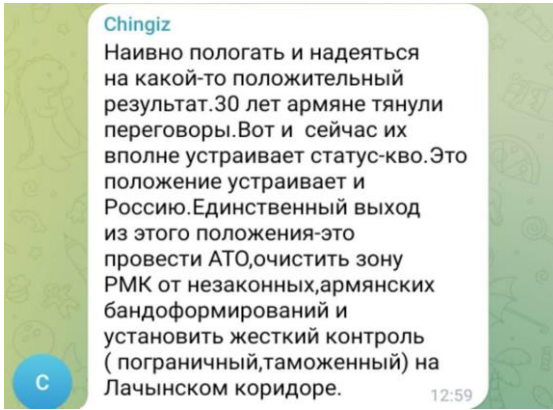 Chingiz
Наивно пологать и надеяться
на какой-то положительный
результат.30 лет армяне тянули
переговоры.Вот и  сейчас их
вполне устраивает статус-кво.Это
положение устраивает и
Россию.Единственный выход
из этого положения-это
провести АТО,очистить зону
РМК от незаконных,армянских
бандоформирований и
установить жесткий контроль
( пограничный,таможенный) на
Лачынском коридоре.
12:59
C